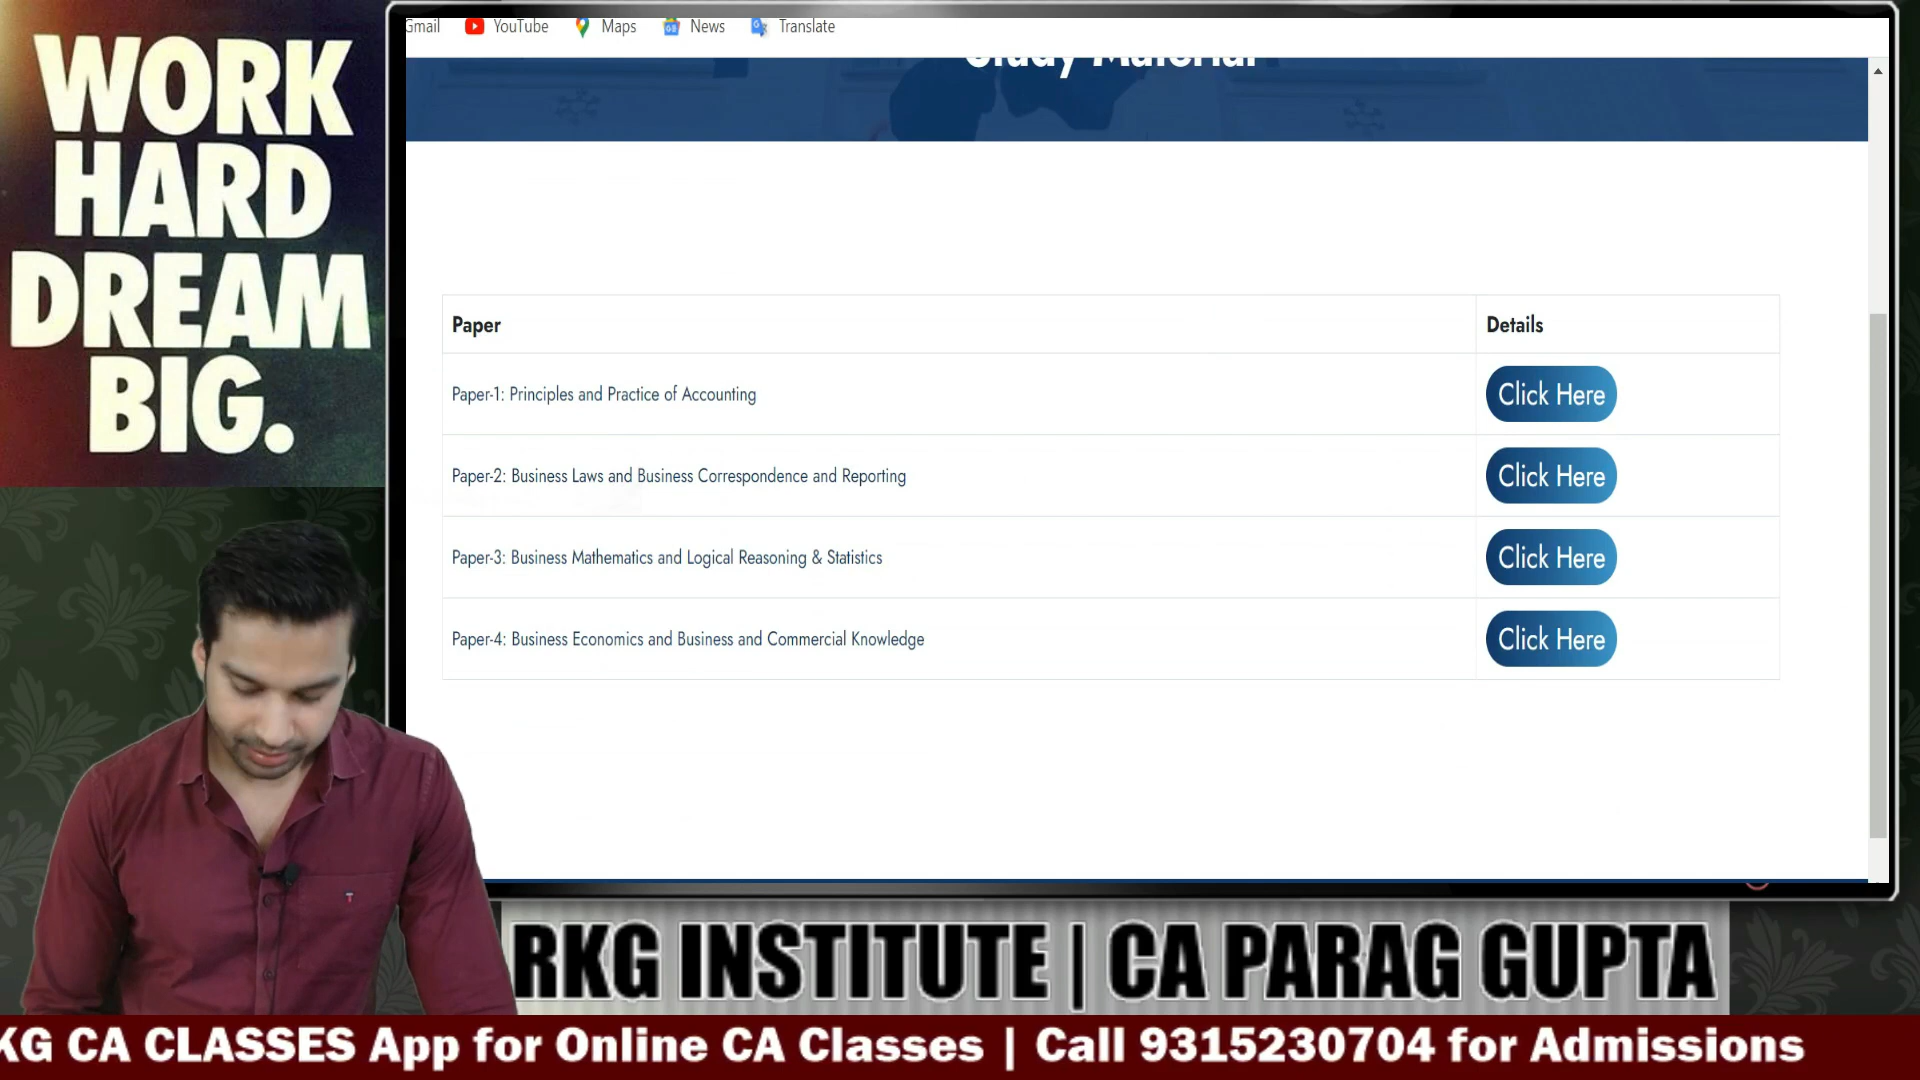 WORK
HARD
DREAM
BIG.
Gmail YouTube Maps News Translate
Study Material
Paper Details
Paper-1: Principles and Practice of Accounting Click Here
Paper-2: Business Laws and Business Correspondence and Reporting Click Here
Paper-3: Business Mathematics and Logical Reasoning & Statistics Click Here
Paper-4: Business Economics and Business and Commercial Knowledge Click Here
RKG INSTITUTE | CA PARAG GUPTA
KG CA CLASSES App for Online CA Classes | Call 9315230704 for Admissions